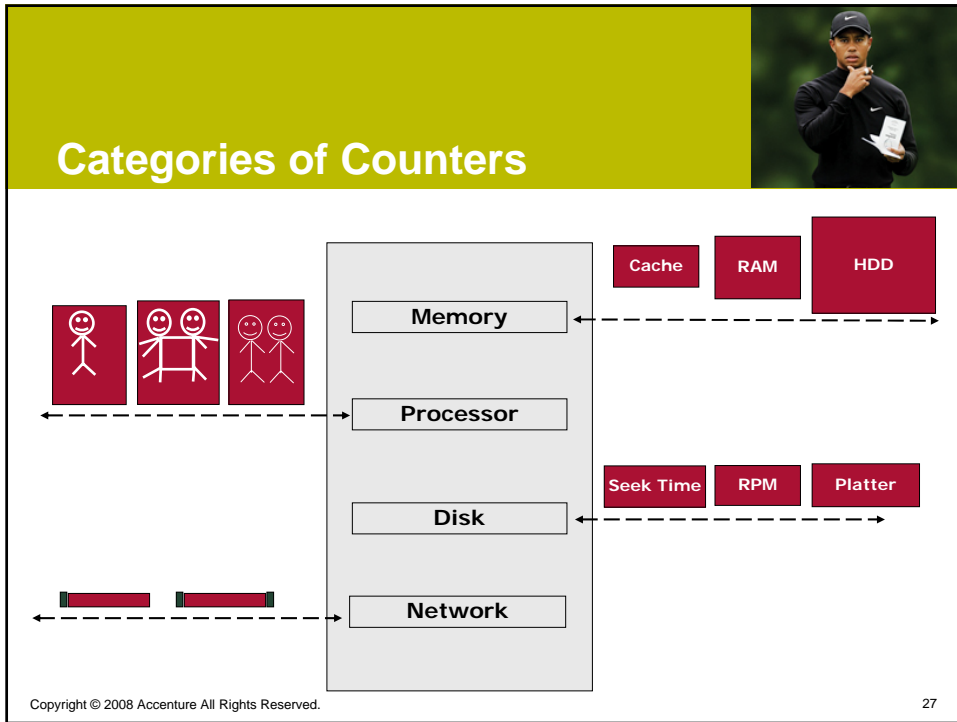 Categories of Counters
Cache
RAM
HDD
Memory
Processor
Seek Time
RPM
Platter
Disk
Network
Copyright © 2008 Accenture All Rights Reserved.
27